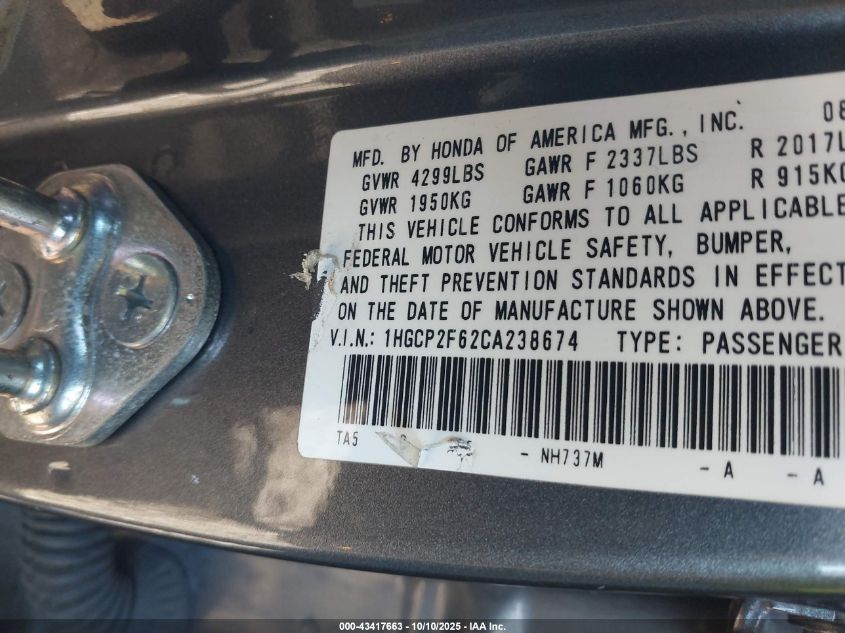 MFD. BY HONDA OF AMERICA MFG., INC. 08
GVWR 4299LBS GAWR F 2337LBS R 2017L
GVWR 1950KG GAWR F 1060KG R 915KG
THIS VEHICLE CONFORMS TO ALL APPLICABLE
FEDERAL MOTOR VEHICLE SAFETY, BUMPER,
AND THEFT PREVENTION STANDARDS IN EFFECT
ON THE DATE OF MANUFACTURE SHOWN ABOVE.
V.I.N.: 1HGCP2F62CA238674 TYPE: PASSENGER
TA5 - NH737M - A - A
000-43417663 - 10/10/2025 - IAA Inc.